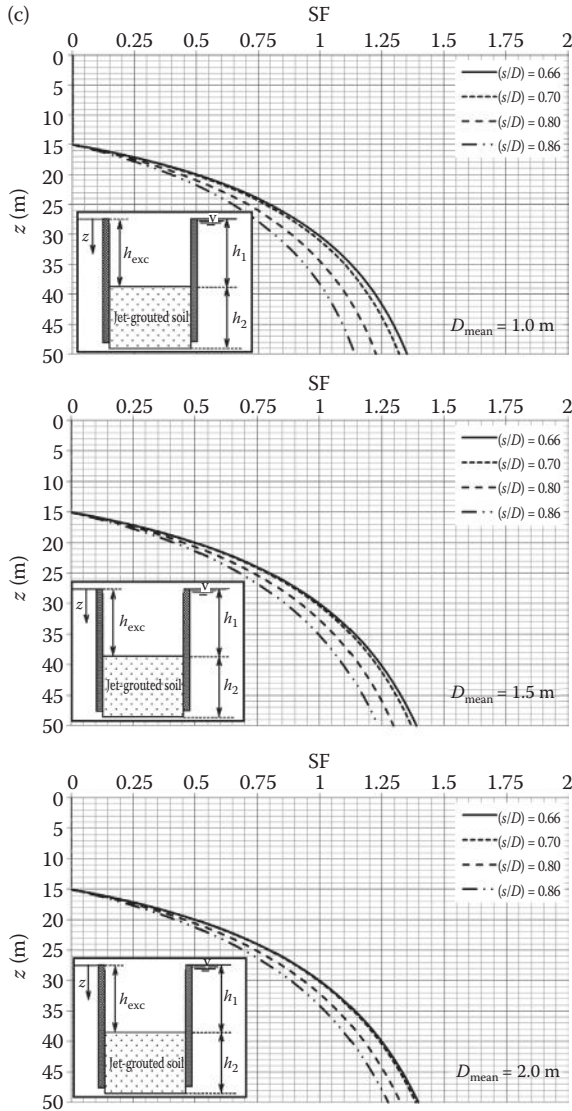 (c)
SF
0 0.25 0.5 0.75 1 1.25 1.5 1.75 2
0
5
10
15
20
25
30
35
40
45
50
z (m)
(s/D) = 0.66
(s/D) = 0.70
(s/D) = 0.80
(s/D) = 0.86
z
h_exc
v
h_1
Jet-grouted soil
h_2
D_mean = 1.0 m
SF
0 0.25 0.5 0.75 1 1.25 1.5 1.75 2
0
5
10
15
20
25
30
35
40
45
50
z (m)
(s/D) = 0.66
(s/D) = 0.70
(s/D) = 0.80
(s/D) = 0.86
z
h_exc
v
h_1
Jet-grouted soil
h_2
D_mean = 1.5 m
SF
0 0.25 0.5 0.75 1 1.25 1.5 1.75 2
0
5
10
15
20
25
30
35
40
45
50
z (m)
(s/D) = 0.66
(s/D) = 0.70
(s/D) = 0.80
(s/D) = 0.86
z
h_exc
v
h_1
Jet-grouted soil
h_2
D_mean = 2.0 m